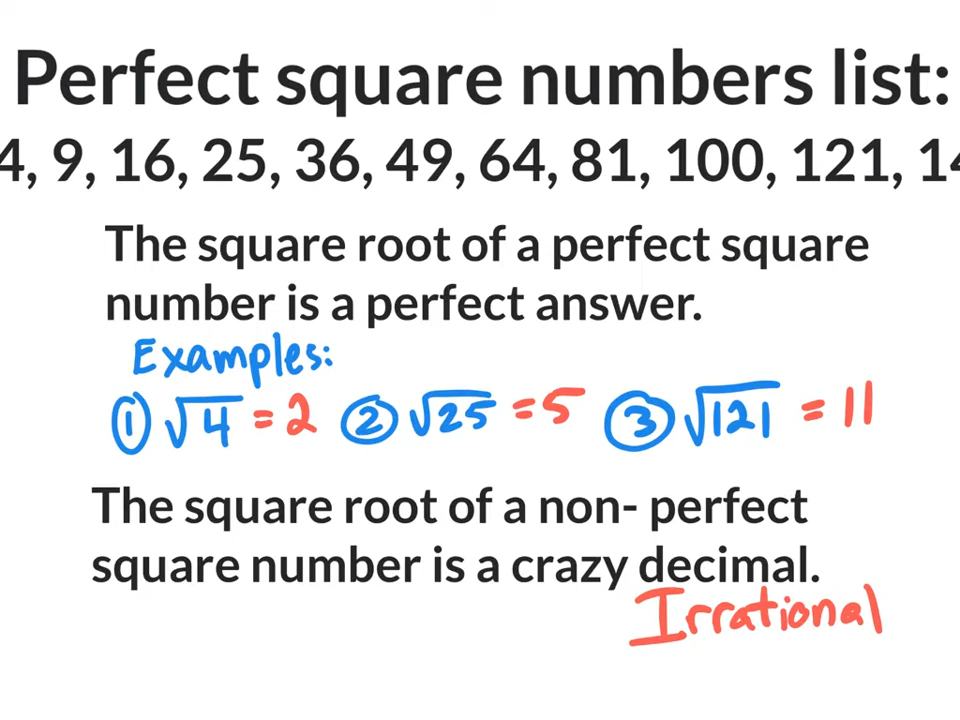 Perfect square numbers list:
4, 9, 16, 25, 36, 49, 64, 81, 100, 121, 14
The square root of a perfect square
number is a perfect answer.
Examples:
① √4 = 2 ② √25 = 5 ③ √121 = 11
The square root of a non- perfect
square number is a crazy decimal.
Irrational